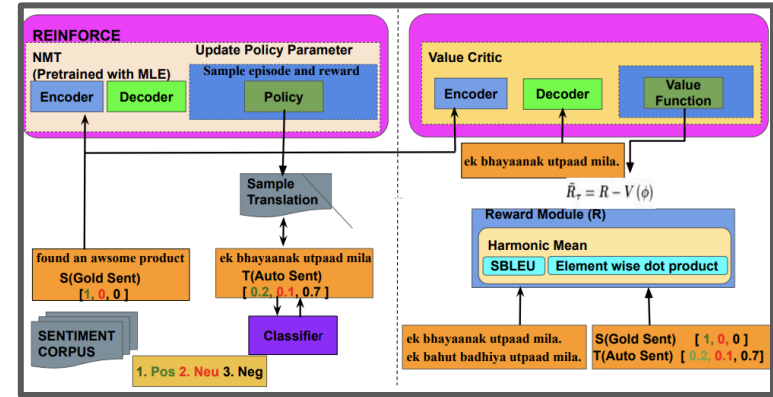 REINFORCE
NMT
(Pretrained with MLE)
Update Policy Parameter
Sample episode and reward
Encoder
Decoder
Policy
Sample
Translation
found an awsome product
S(Gold Sent)
[1, 0, 0 ]
ek bhayaanak utpaad mila
T(Auto Sent)
[ 0.2, 0.1, 0.7 ]
SENTIMENT
CORPUS
Classifier
1. Pos 2. Neu 3. Neg
Value Critic
Encoder
Decoder
Value
Function
ek bhayaanak utpaad mila.
R̄τ = R − V (ϕ)
Reward Module (R)
Harmonic Mean
SBLEU
Element wise dot product
ek bhayaanak utpaad mila.
ek bahut badhiya utpaad mila.
S(Gold Sent) [ 1, 0, 0 ]
T(Auto Sent) [ 0.2, 0.1, 0.7]